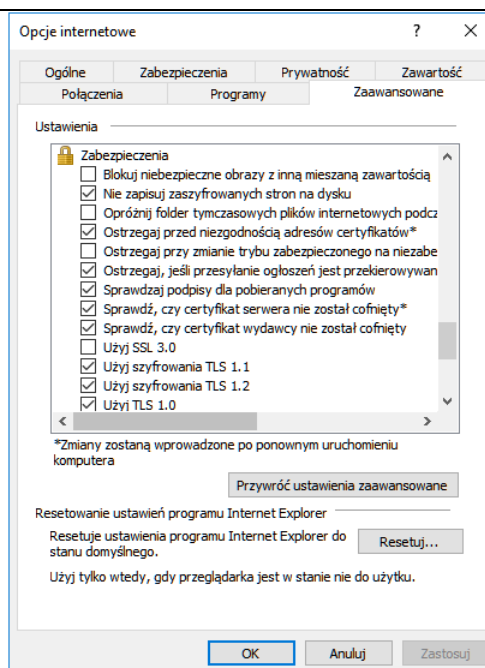 Opcje internetowe
?
Ogólne Zabezpieczenia Prywatność Zawartość
Połączenia Programy Zaawansowane
Ustawienia
Zabezpieczenia
Blokuj niebezpieczne obrazy z inną mieszaną zawartością
Nie zapisuj zaszyfrowanych stron na dysku
Opróżnij folder tymczasowych plików internetowych podcz
Ostrzegaj przed niezgodnością adresów certyfikatów*
Ostrzegaj przy zmianie trybu zabezpieczonego na niezabe
Ostrzegaj, jeśli przesyłanie ogłoszeń jest przekierowywan
Sprawdzaj podpisy dla pobieranych programów
Sprawdź, czy certyfikat serwera nie został cofnięty*
Sprawdź, czy certyfikat wydawcy nie został cofnięty
Użyj SSL 3.0
Użyj szyfrowania TLS 1.1
Użyj szyfrowania TLS 1.2
Użyj TLS 1.0
*Zmiany zostaną wprowadzone po ponownym uruchomieniu
komputera
Przywróć ustawienia zaawansowane
Resetowanie ustawień programu Internet Explorer
Resetuje ustawienia programu Internet Explorer do
stanu domyślnego.
Resetuj...
Użyj tylko wtedy, gdy przeglądarka jest w stanie nie do użytku.
OK Anuluj Zastosuj